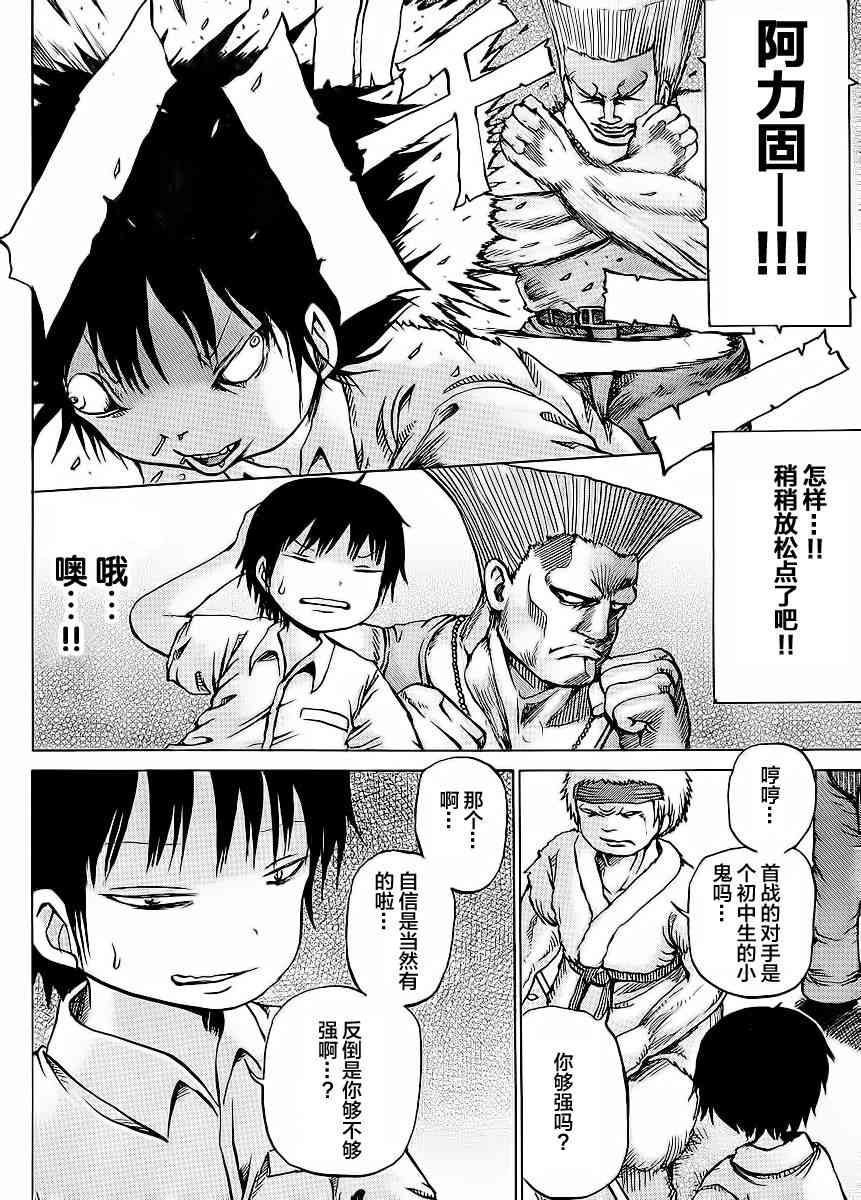 阿力固—!!!
怎样…!!
稍稍放松点了吧!!
哦…
噢…!!
哼哼…
首战的对手是
个初中生的小
鬼吗…
你够强吗?
那个…
啊…
自信是当然有
的啦…
反倒是你够不够
强啊…?